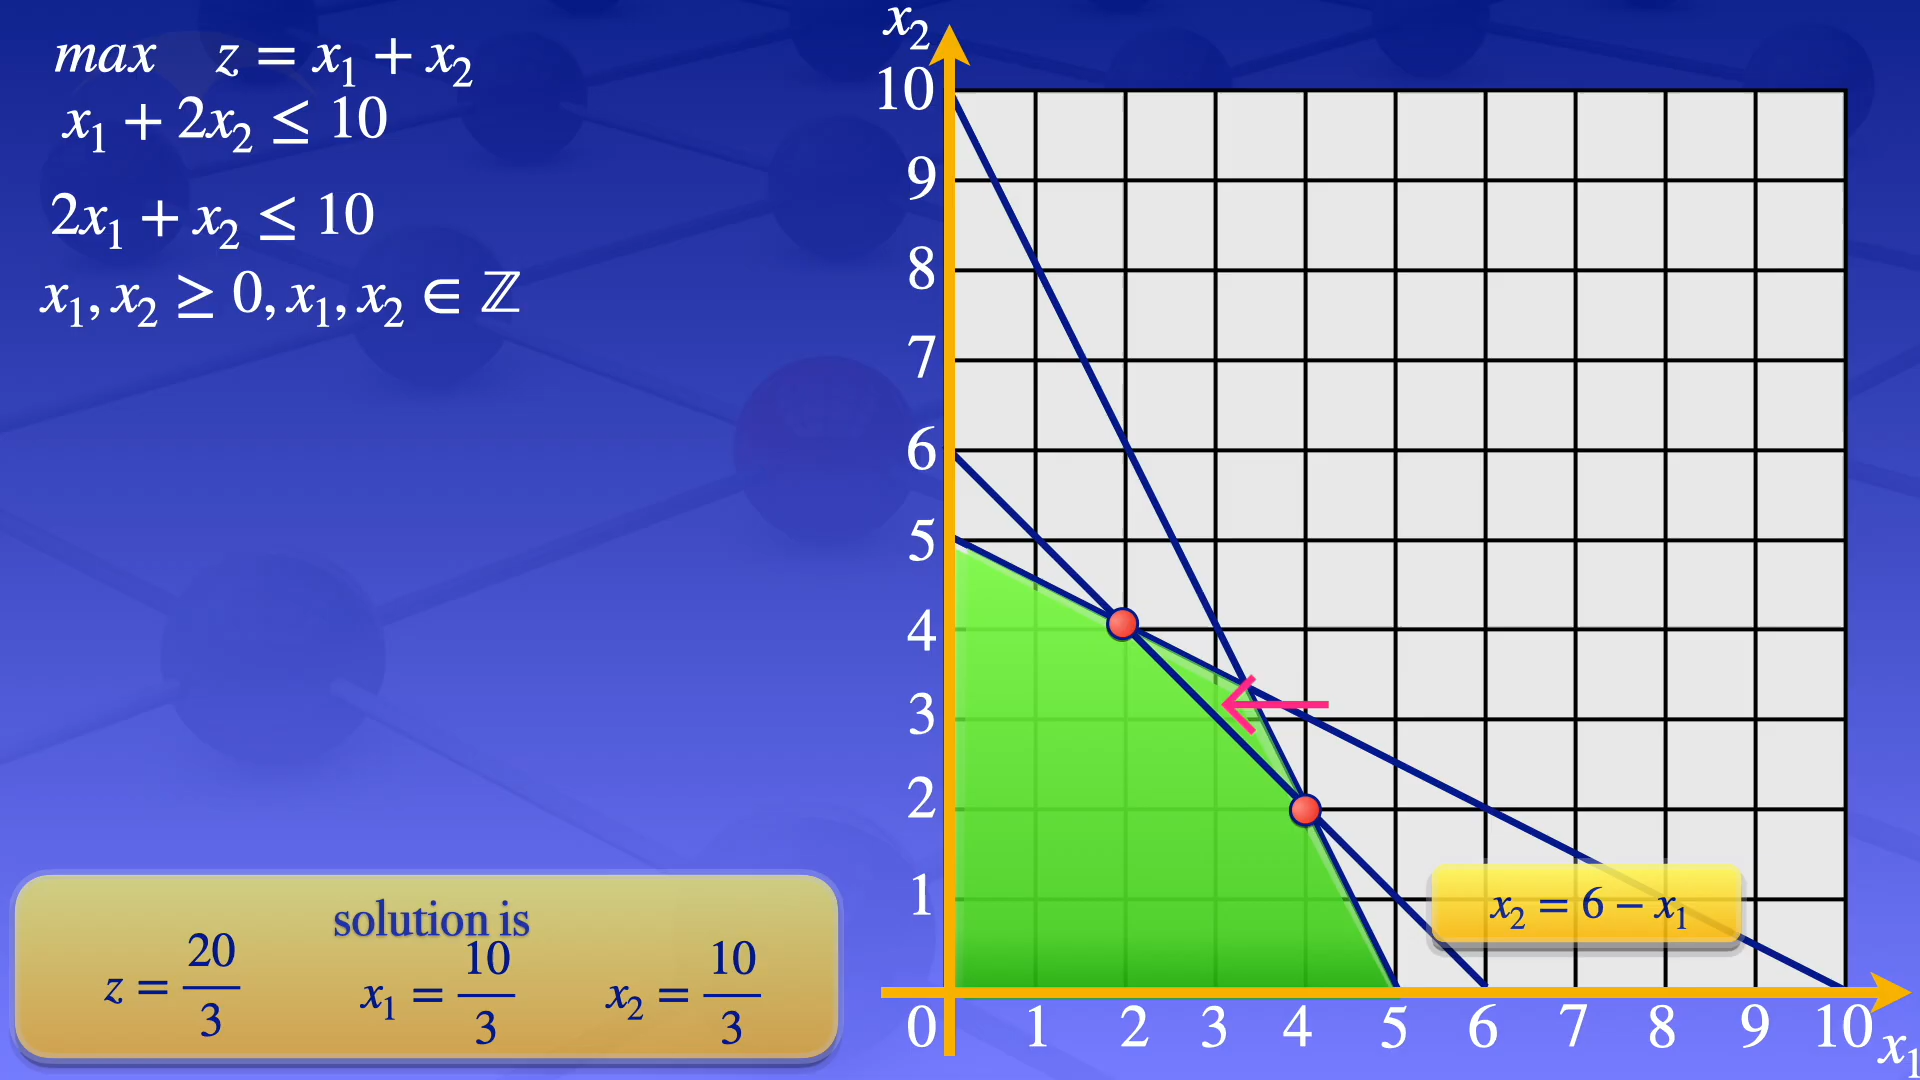 max z = x₁ + x₂
x₁ + 2x₂ ≤ 10
2x₁ + x₂ ≤ 10
x₁, x₂ ≥ 0, x₁, x₂ ∈ ℤ
x₂
10
9
8
7
6
5
4
3
2
1
x₂ = 6 − x₁
0 1 2 3 4 5 6 7 8 9 10
x₁
solution is
z = 20/3 x₁ = 10/3 x₂ = 10/3